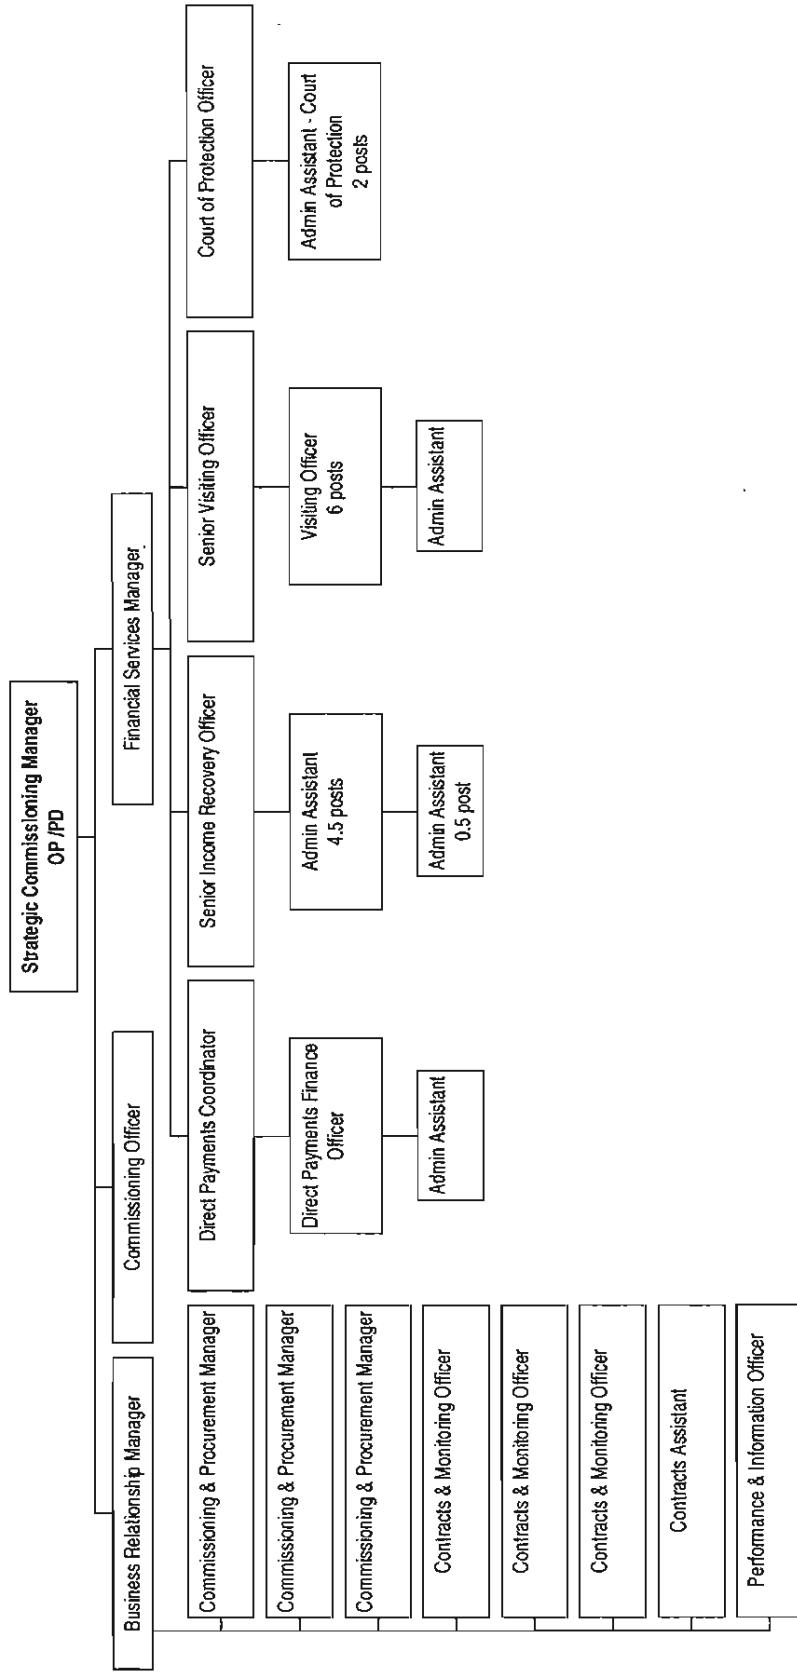 Strategic Commissioning Manager
OP /PD
Business Relationship Manager
Commissioning Officer
Financial Services Manager
Commissioning & Procurement Manager
Commissioning & Procurement Manager
Commissioning & Procurement Manager
Contracts & Monitoring Officer
Contracts & Monitoring Officer
Contracts & Monitoring Officer
Contracts Assistant
Performance & Information Officer
Direct Payments Coordinator
Direct Payments Finance
Officer
Admin Assistant
Senior Income Recovery Officer
Admin Assistant
4.5 posts
Admin Assistant
0.5 post
Senior Visiting Officer
Visiting Officer
6 posts
Admin Assistant
Court of Protection Officer
Admin Assistant - Court
of Protection
2 posts